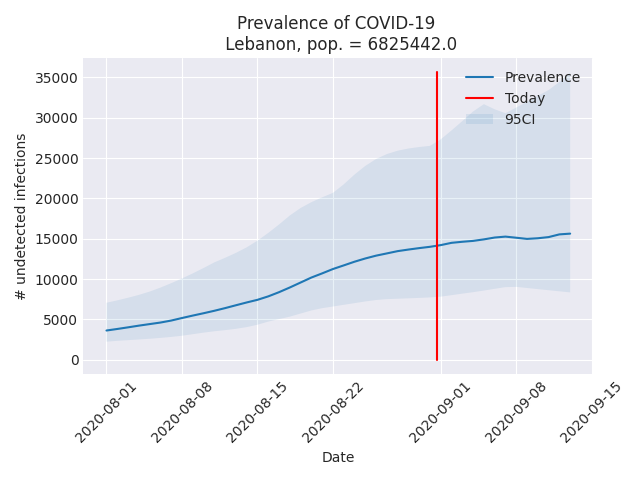 Prevalence of COVID-19
Lebanon, pop. = 6825442.0
Prevalence
Today
95CI
# undetected infections
35000
30000
25000
20000
15000
10000
5000
0
2020-08-01
2020-08-08
2020-08-15
2020-08-22
2020-09-01
2020-09-08
2020-09-15
Date